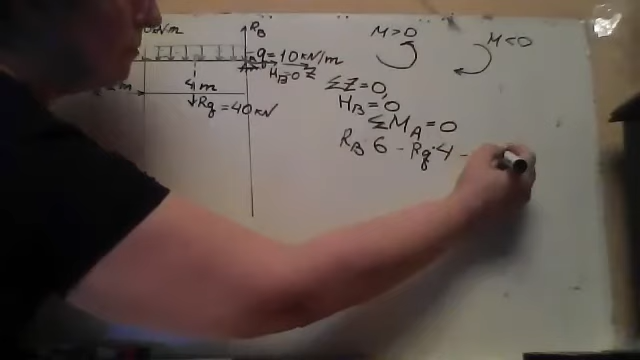 kN/m
R_B
q=10kN/m
H_B=0 Z
4m
m
R_q=40kN
M>0
M<0
ΣZ=0,
H_B=0
ΣM_A=0
R_B·6-R_q·4-